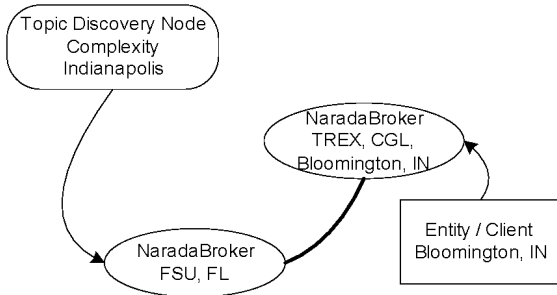 Topic Discovery Node
Complexity
Indianapolis
NaradaBroker
TREX, CGL,
Bloomington, IN
Entity / Client
Bloomington, IN
NaradaBroker
FSU, FL